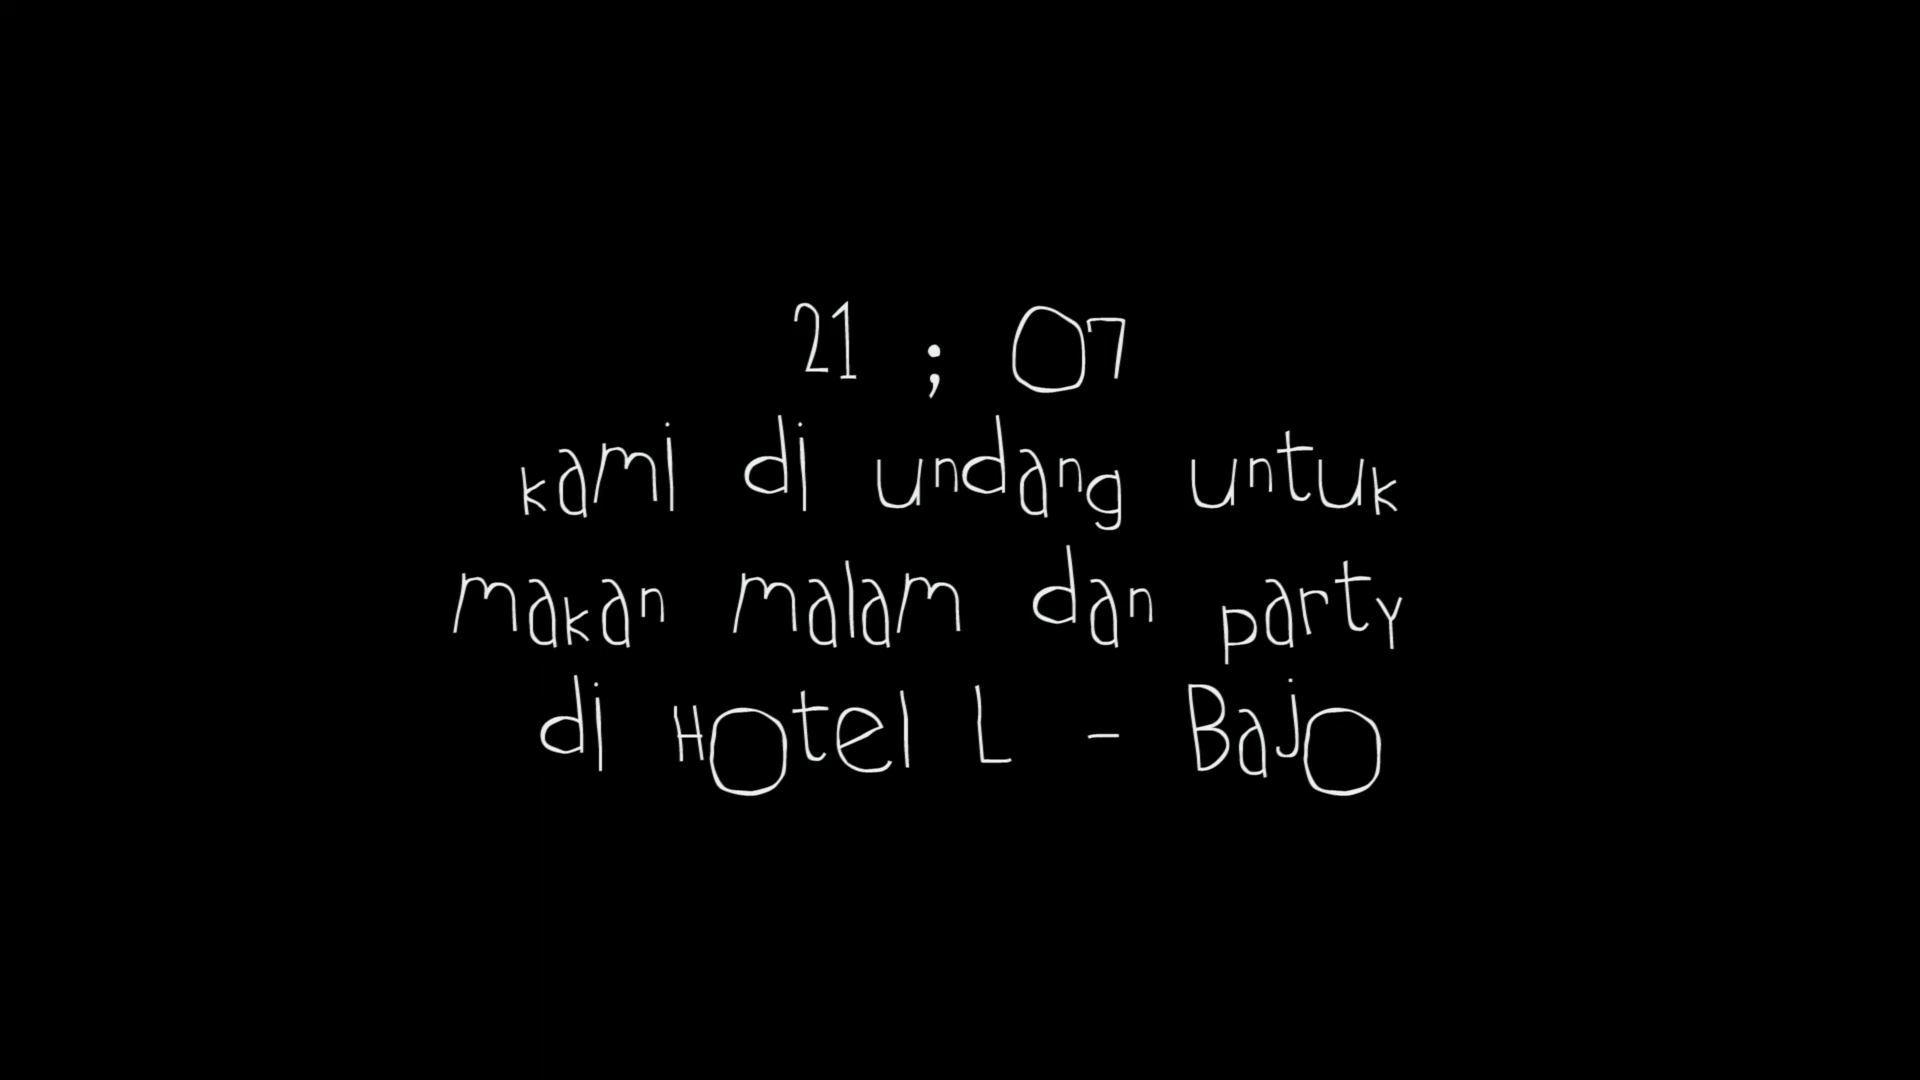 21 ; 07
kami di undang untuk
makan malam dan party
di Hotel L - Bajo